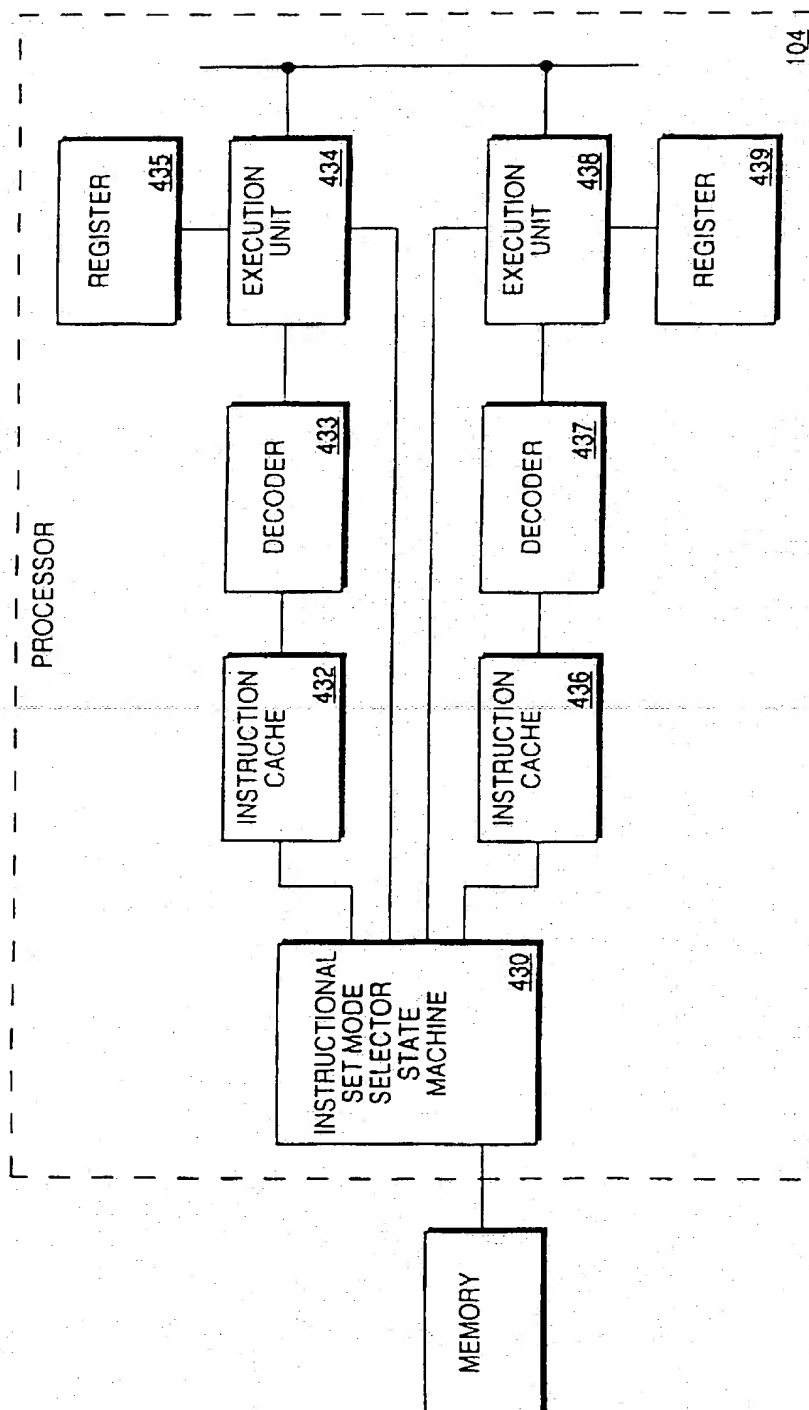 PROCESSOR
MEMORY
INSTRUCTIONAL
SET MODE
SELECTOR
STATE
MACHINE
430
INSTRUCTION
CACHE
432
DECODER
433
EXECUTION
UNIT
434
REGISTER
435
INSTRUCTION
CACHE
436
DECODER
437
EXECUTION
UNIT
438
REGISTER
439
104